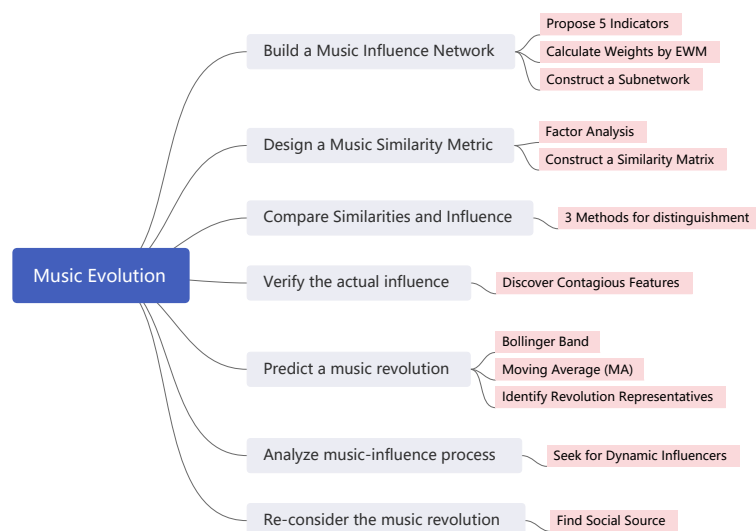 Music Evolution
Build a Music Influence Network
Propose 5 Indicators
Calculate Weights by EWM
Construct a Subnetwork
Design a Music Similarity Metric
Factor Analysis
Construct a Similarity Matrix
Compare Similarities and Influence
3 Methods for distinguishment
Verify the actual influence
Discover Contagious Features
Predict a music revolution
Bollinger Band
Moving Average (MA)
Identify Revolution Representatives
Analyze music-influence process
Seek for Dynamic Influencers
Re-consider the music revolution
Find Social Source